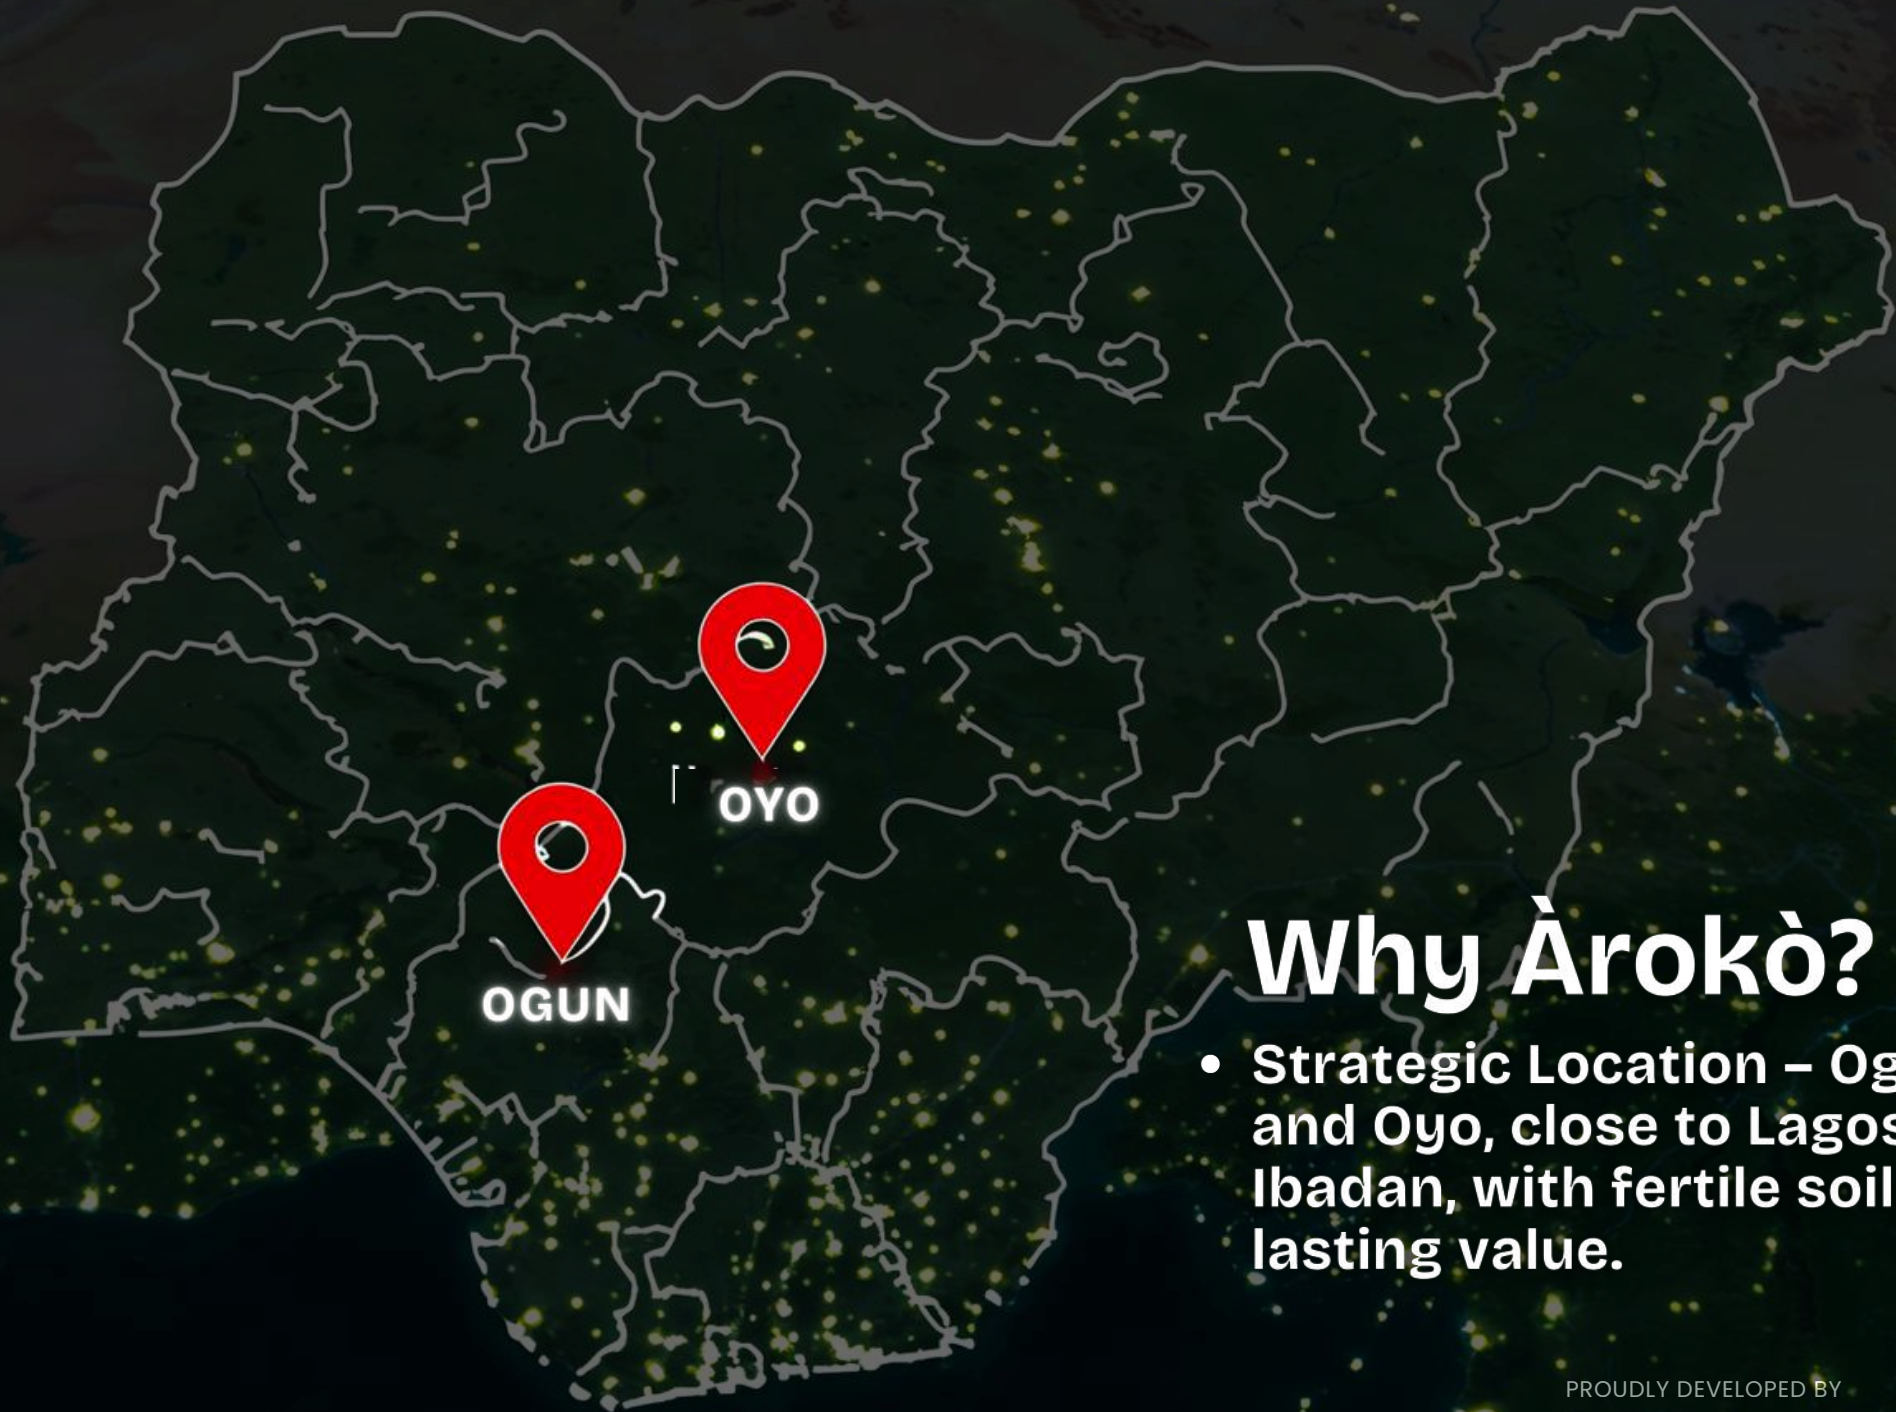 OYO
OGUN
Why Àrokò?
• Strategic Location – Og
and Oyo, close to Lagos
Ibadan, with fertile soil
lasting value.
PROUDLY DEVELOPED BY